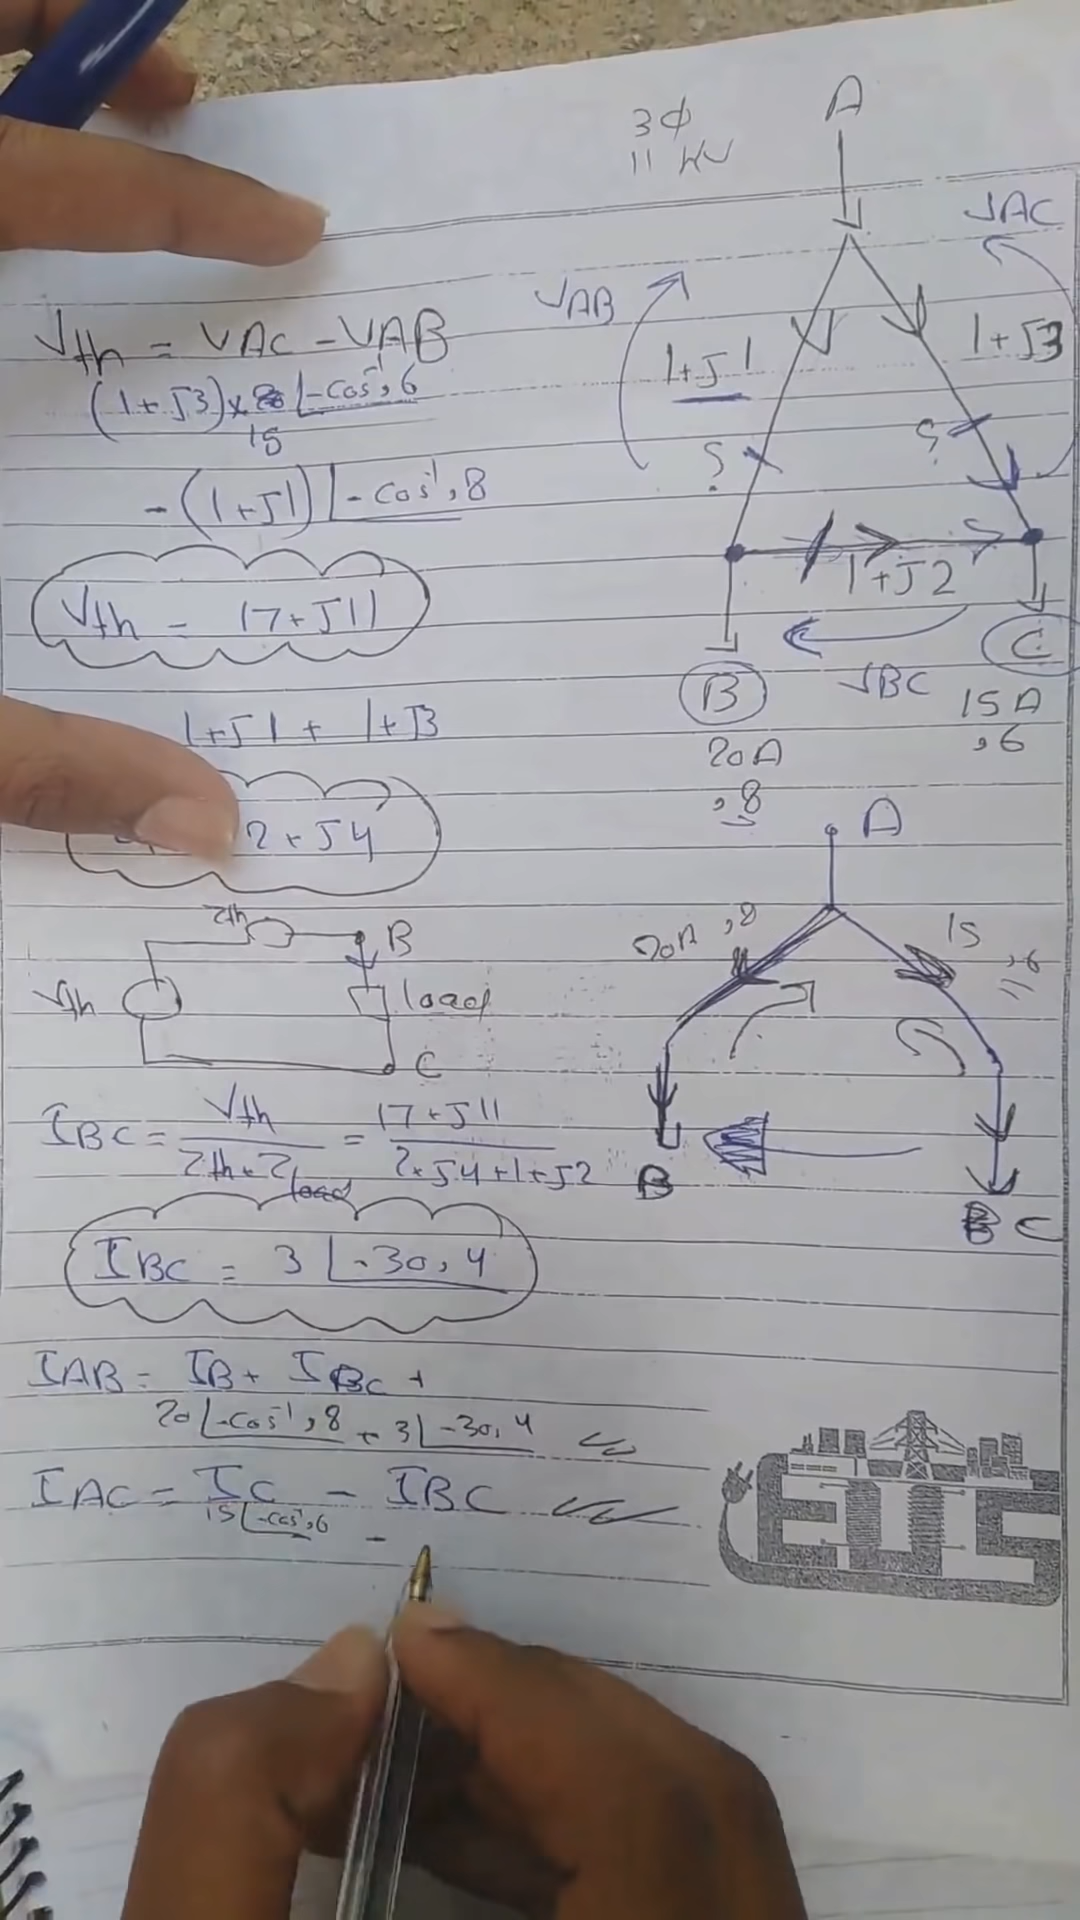 3φ
11 KV
A
VAC
VAB
1+J1
1+J3
?
?
1+J2
VBC
B
20A
,8
C
15A
,6
Vth = VAC - VAB
(1+J3)x ∟-cos⁻¹,6
15
-(1+J1)∟-cos⁻¹,8
Vth = 17+J11
1+J1 + 1+J3
2+J4
A
20A ,8
15
,6
B
C
Zth
B
Vth
load
C
IBC = Vth / Zth+Zload = 17+J11 / 2+J4+1+J2
IBC = 3∟-30,4
IAB = IB + IBC +
20∟-cos⁻¹,8 + 3∟-30,4
IAC = IC - IBC
15∟-cos⁻¹,6 -
EUS